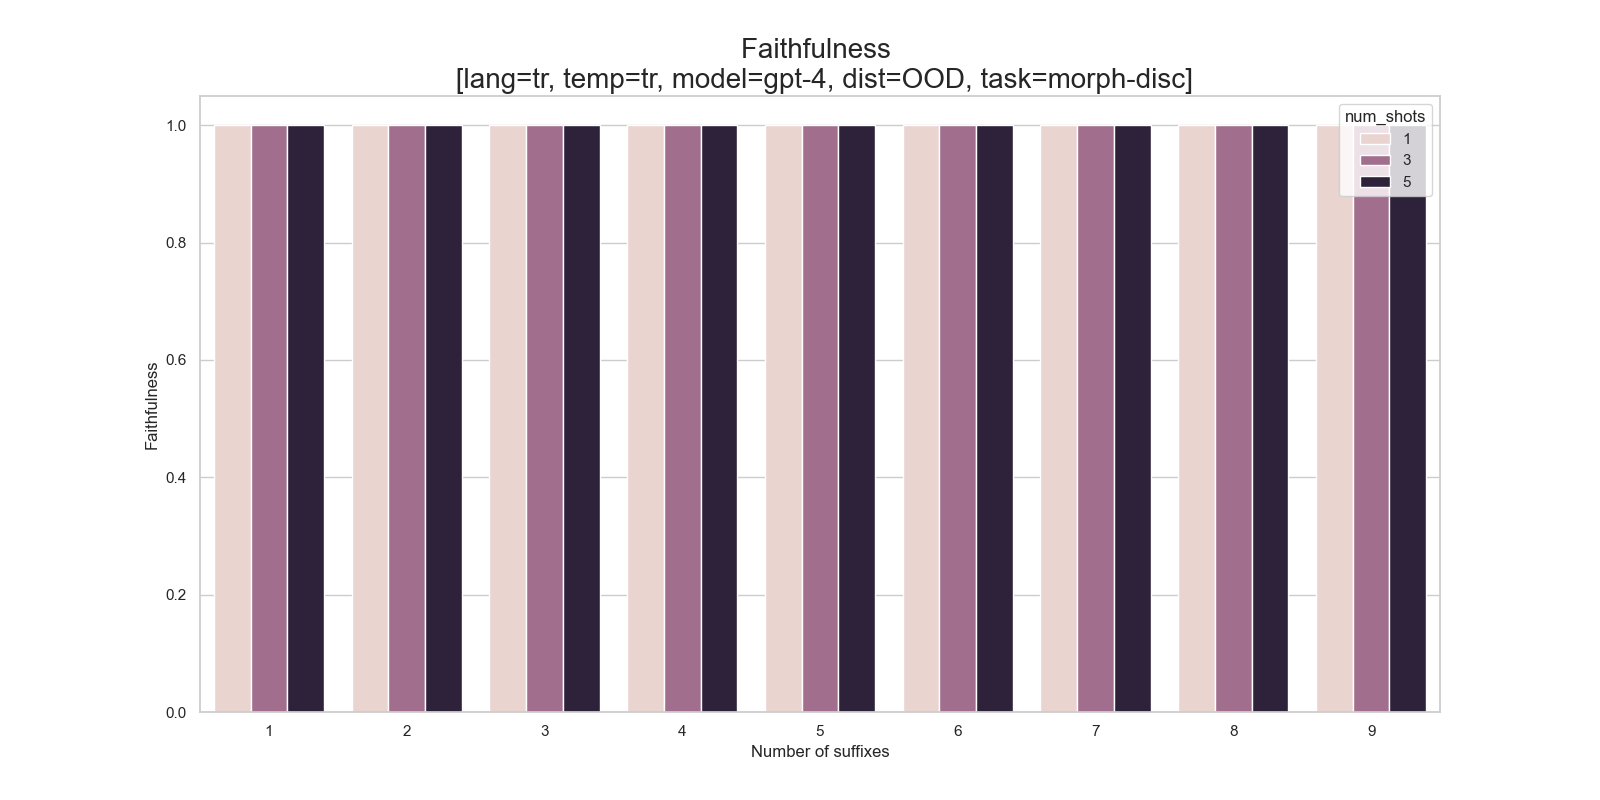 Faithfulness
[lang=tr, temp=tr, model=gpt-4, dist=OOD, task=morph-disc]
num_shots
1
3
5
1.0
0.8
0.6
0.4
0.2
0.0
Faithfulness
1 2 3 4 5 6 7 8 9
Number of suffixes